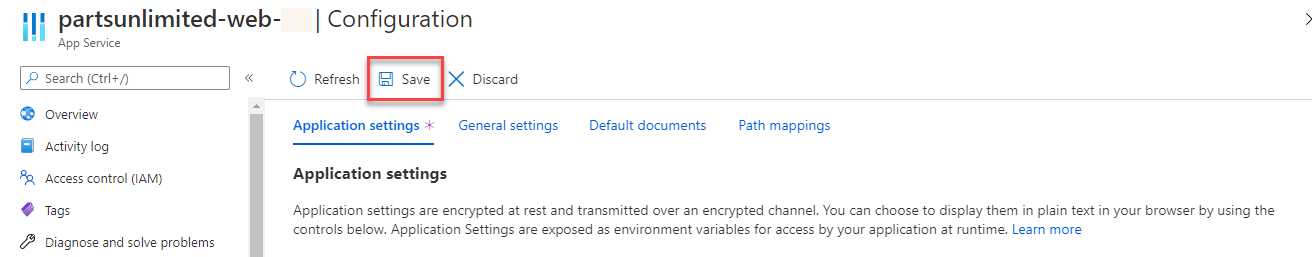 partsunlimited-web- | Configuration
App Service
Search (Ctrl+/)
«
Refresh
Save
Discard
Overview
Activity log
Access control (IAM)
Tags
Diagnose and solve problems
Application settings *
General settings
Default documents
Path mappings
Application settings
Application settings are encrypted at rest and transmitted over an encrypted channel. You can choose to display them in plain text in your browser by using the
controls below. Application Settings are exposed as environment variables for access by your application at runtime. Learn more